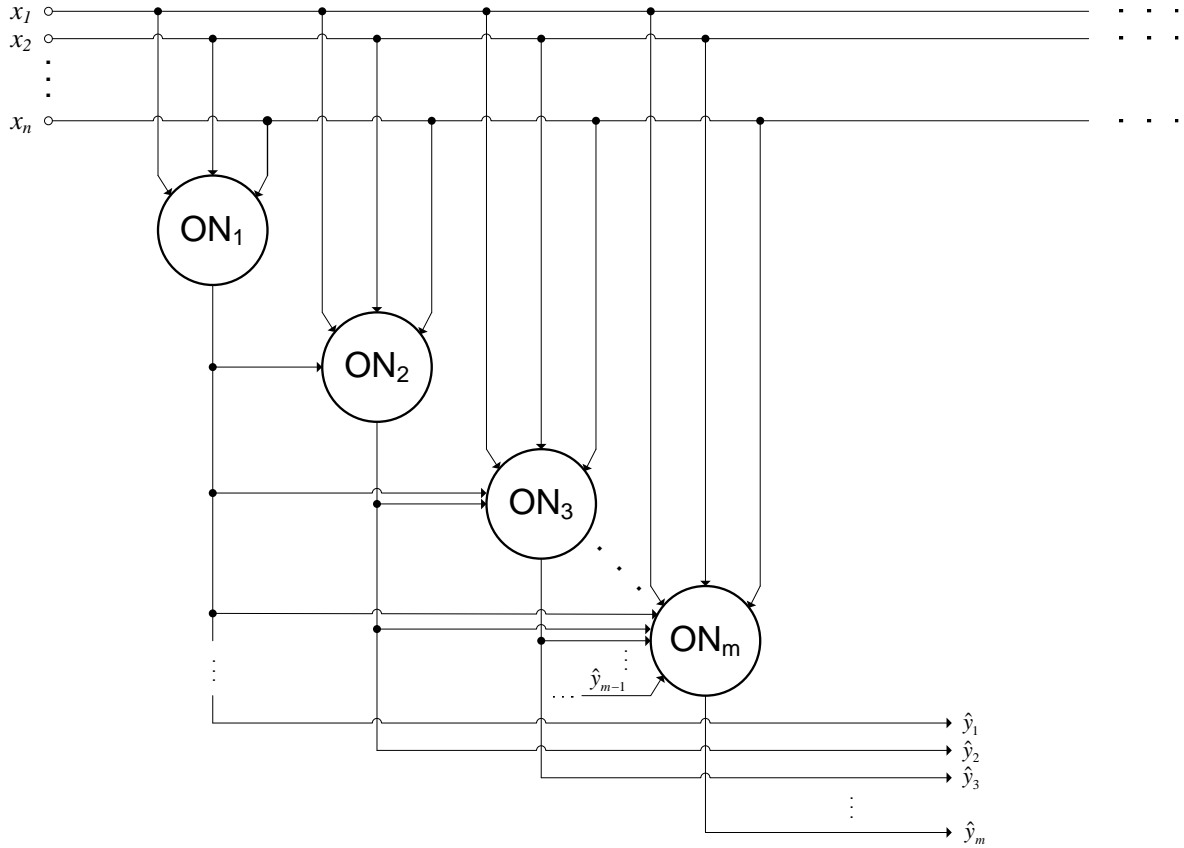 x₁
x₂
xₙ
ON₁
ON₂
ON₃
ONₘ
ŷₘ₋₁
ŷ₁
ŷ₂
ŷ₃
ŷₘ